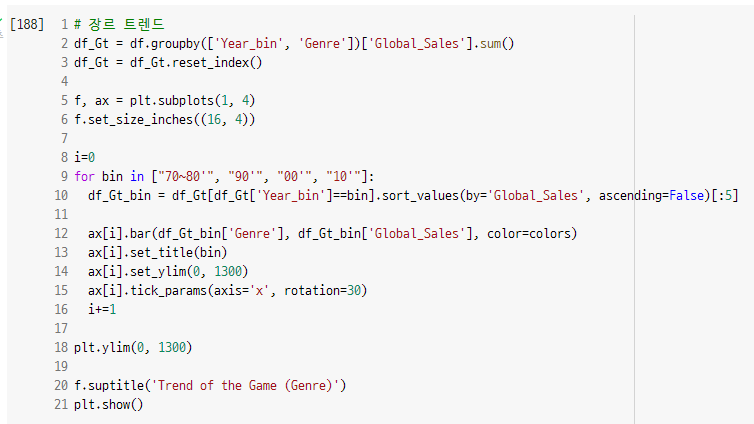 [188] 1 # 장르 트렌드
2 df_Gt = df.groupby(['Year_bin', 'Genre'])['Global_Sales'].sum()
3 df_Gt = df_Gt.reset_index()
4
5 f, ax = plt.subplots(1, 4)
6 f.set_size_inches((16, 4))
7
8 i=0
9 for bin in ["70~80'", "90'", "00'", "10'"]:
10   df_Gt_bin = df_Gt[df_Gt['Year_bin']==bin].sort_values(by='Global_Sales', ascending=False)[:5]
11
12   ax[i].bar(df_Gt_bin['Genre'], df_Gt_bin['Global_Sales'], color=colors)
13   ax[i].set_title(bin)
14   ax[i].set_ylim(0, 1300)
15   ax[i].tick_params(axis='x', rotation=30)
16   i+=1
17
18 plt.ylim(0, 1300)
19
20 f.suptitle('Trend of the Game (Genre)')
21 plt.show()